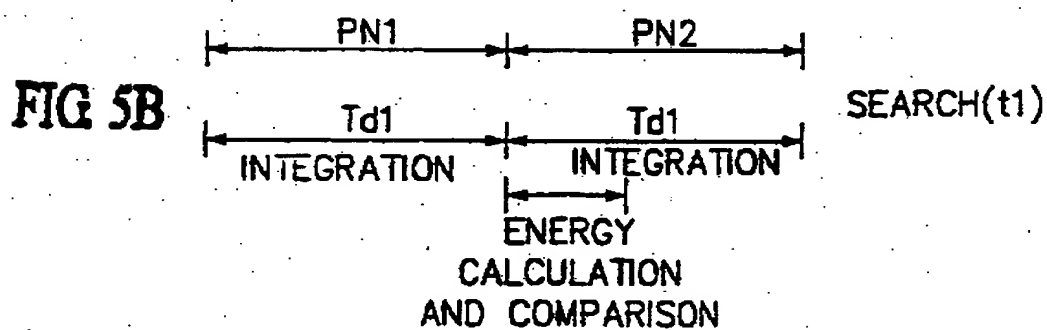 PN1 PN2
FIG 5B SEARCH(t1)
Td1 Td1
INTEGRATION INTEGRATION
ENERGY
CALCULATION
AND COMPARISON